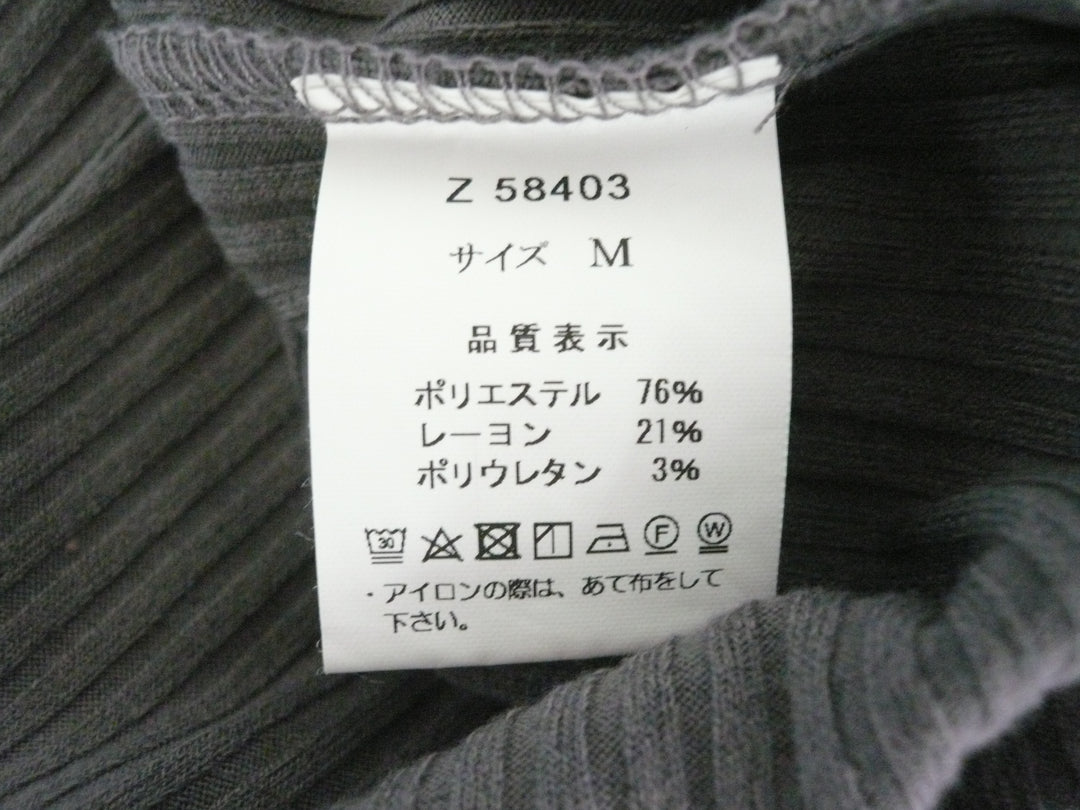 Z 58403
サイズ M
品質表示
ポリエステル 76%
レーヨン 21%
ポリウレタン 3%
30 F W
・アイロンの際は、あて布をして
下さい。